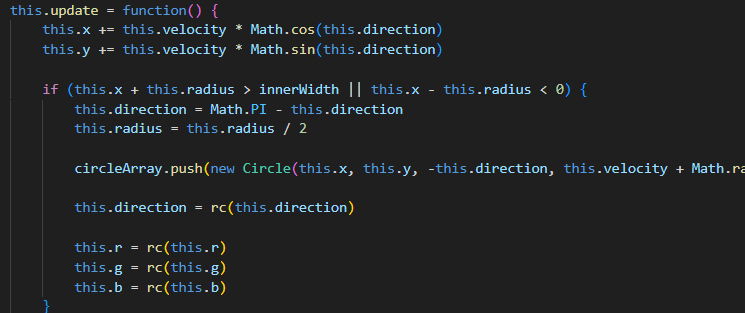 this.update = function() {
this.x += this.velocity * Math.cos(this.direction)
this.y += this.velocity * Math.sin(this.direction)
if (this.x + this.radius > innerWidth || this.x - this.radius < 0) {
this.direction = Math.PI - this.direction
this.radius = this.radius / 2
circleArray.push(new Circle(this.x, this.y, -this.direction, this.velocity + Math.ra
this.direction = rc(this.direction)
this.r = rc(this.r)
this.g = rc(this.g)
this.b = rc(this.b)
}